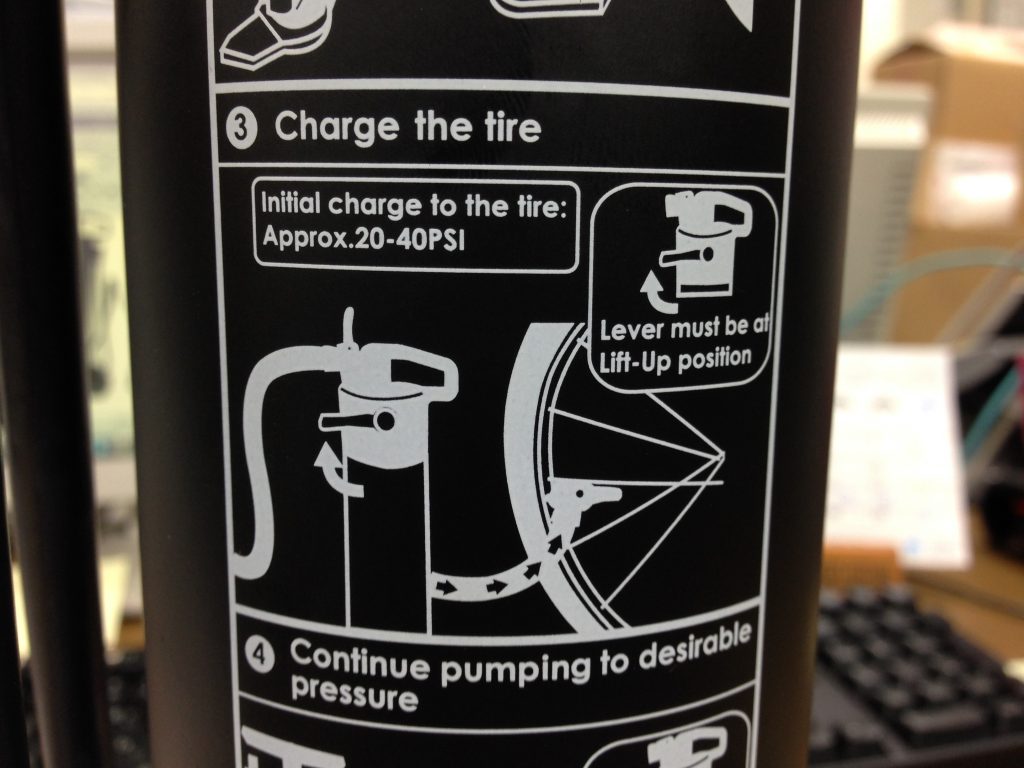 3 Charge the tire
Initial charge to the tire:
Approx.20-40PSI
Lever must be at
Lift-Up position
4 Continue pumping to desirable
pressure